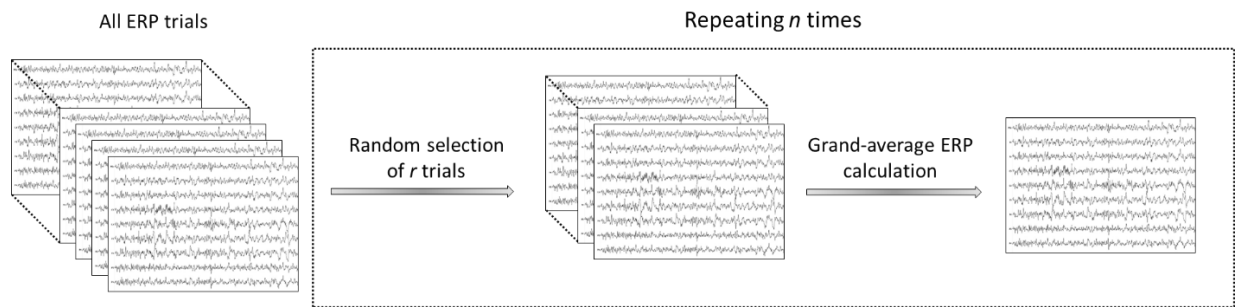 All ERP trials
Repeating n times
Random selection
of r trials
Grand-average ERP
calculation